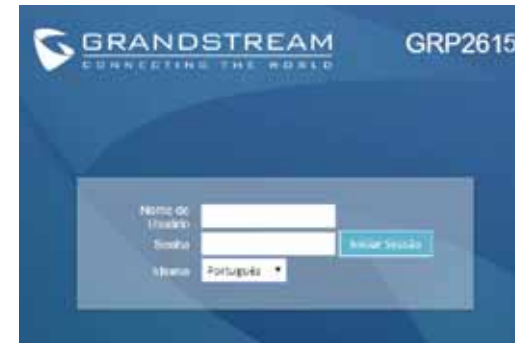 GRANDSTREAM
CONNECTING THE WORLD
GRP2615
Nome de
Usuário
Senha
Iniciar Sessão
Idioma
Português